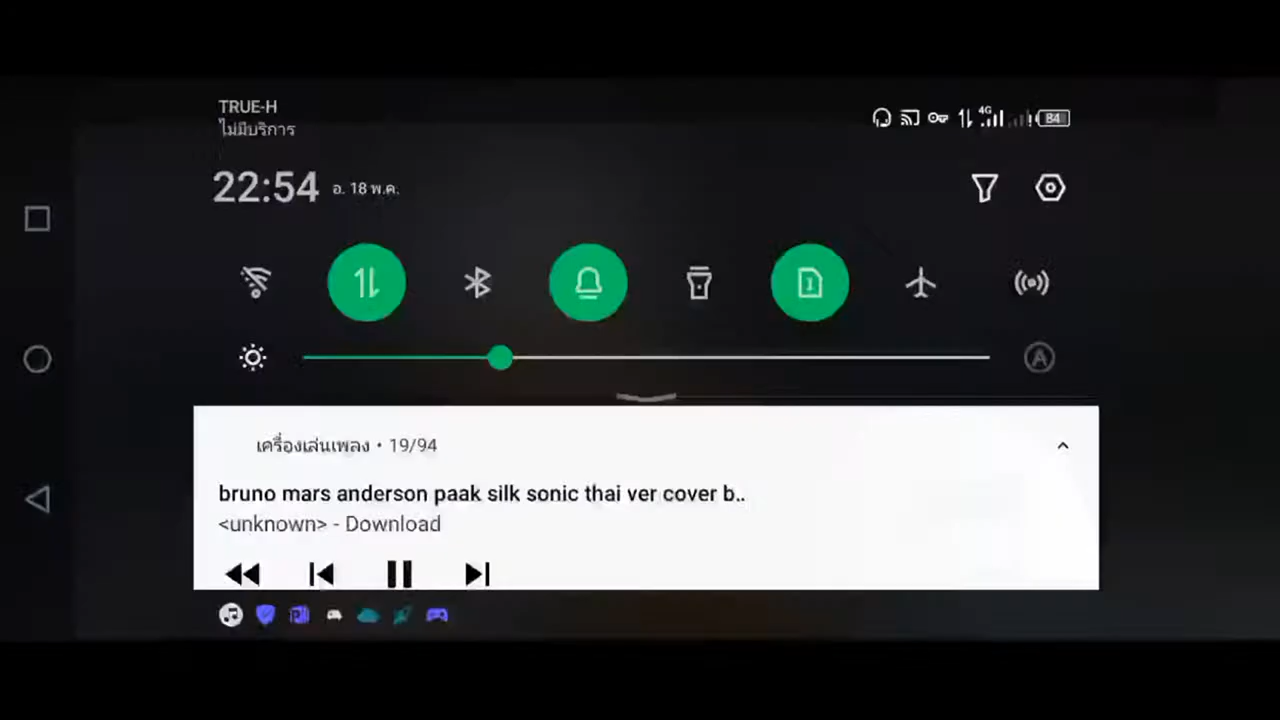 TRUE-H
ไม่มีบริการ
4G
84
22:54 อ. 18 พ.ค.
1
A
เครื่องเล่นเพลง • 19/94
bruno mars anderson paak silk sonic thai ver cover b..
<unknown> - Download